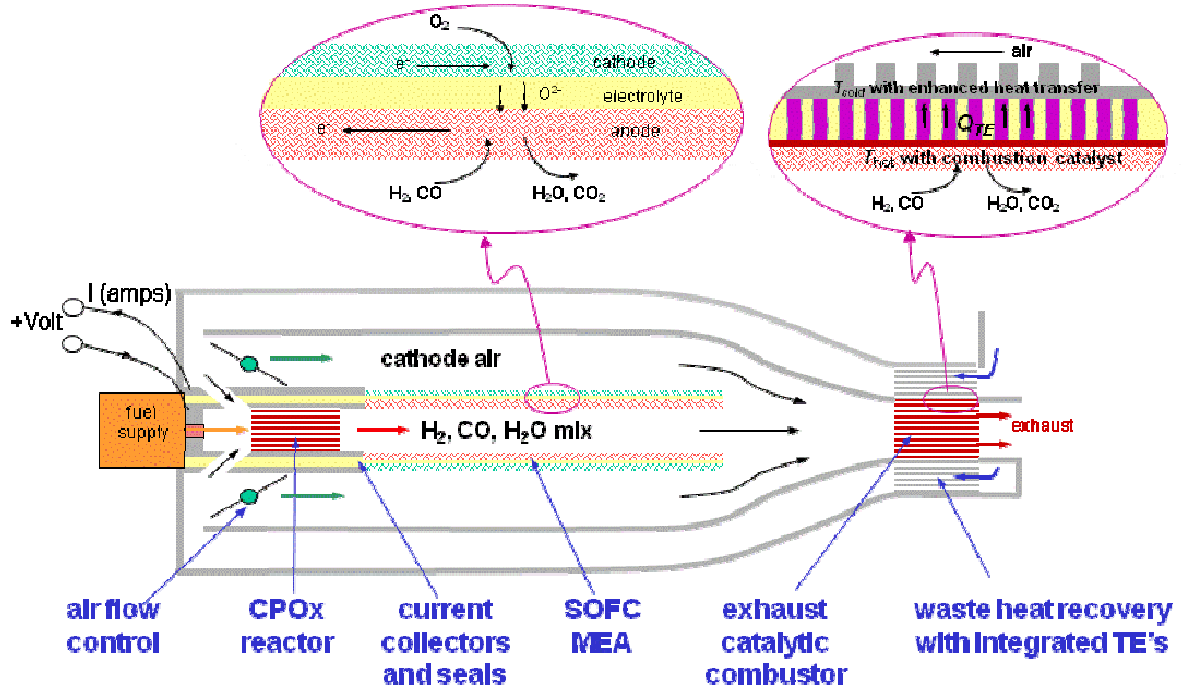 O₂
e⁻
cathode
O²⁻
electrolyte
e⁻
anode
H₂, CO
H₂O, CO₂
air
Tcold with enhanced heat transfer
QTE
Thot with combustion catalyst
H₂, CO
H₂O, CO₂
I (amps)
+Volt
cathode air
fuel
supply
H₂, CO, H₂O mix
exhaust
air flow
control
CPOx
reactor
current
collectors
and seals
SOFC
MEA
exhaust
catalytic
combustor
waste heat recovery
with integrated TE's